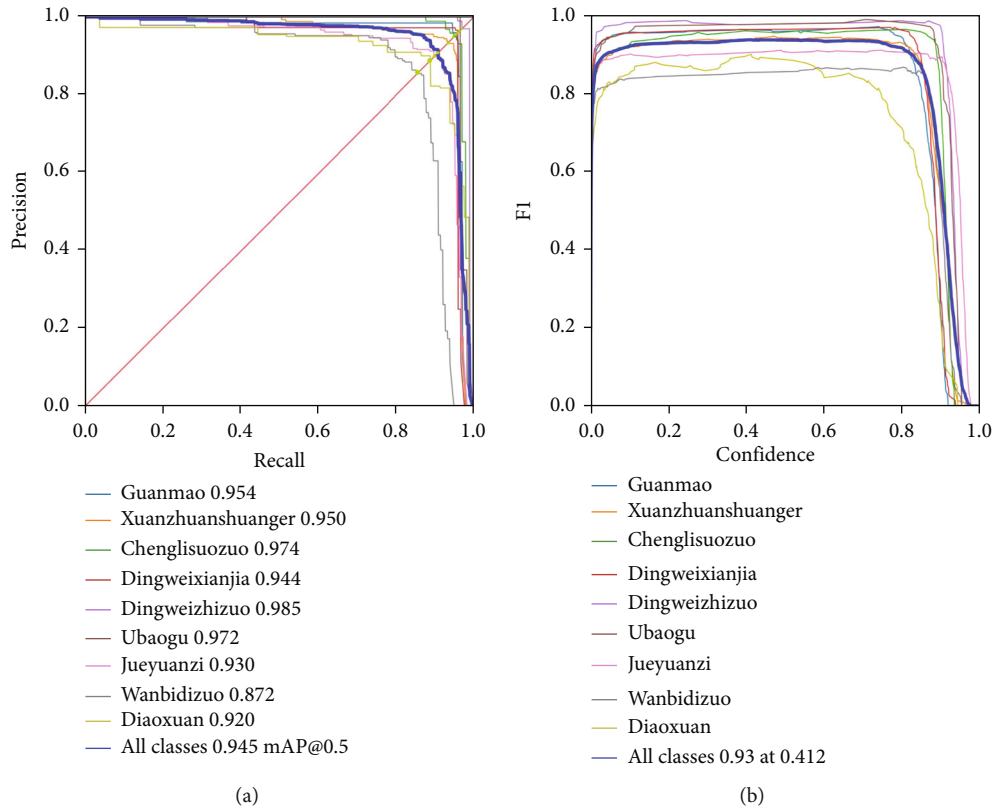 1.0
0.8
0.6
0.4
0.2
0.0
Precision
0.0 0.2 0.4 0.6 0.8 1.0
Recall
Guanmao 0.954
Xuanzhuanshuanger 0.950
Chenglisuozuo 0.974
Dingweixianjia 0.944
Dingweizhizuo 0.985
Ubaogu 0.972
Jueyuanzi 0.930
Wanbidizuo 0.872
Diaoxuan 0.920
All classes 0.945 mAP@0.5
(a)
1.0
0.8
0.6
0.4
0.2
0.0
F1
0.0 0.2 0.4 0.6 0.8 1.0
Confidence
Guanmao
Xuanzhuanshuanger
Chenglisuozuo
Dingweixianjia
Dingweizhizuo
Ubaogu
Jueyuanzi
Wanbidizuo
Diaoxuan
All classes 0.93 at 0.412
(b)